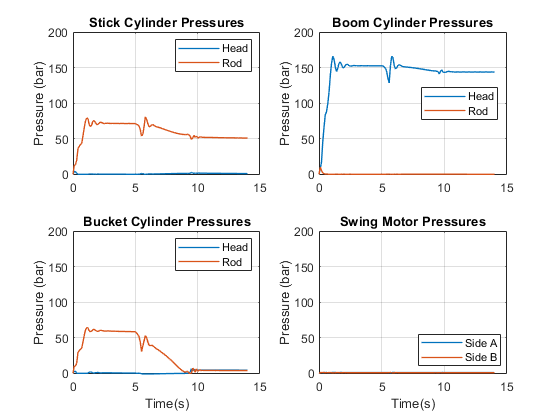 Stick Cylinder Pressures
200
150
100
50
0
Pressure (bar)
Head
Rod
0 5 10 15
Boom Cylinder Pressures
200
150
100
50
0
Pressure (bar)
Head
Rod
0 5 10 15
Bucket Cylinder Pressures
200
150
100
50
0
Pressure (bar)
Head
Rod
0 5 10 15
Time(s)
Swing Motor Pressures
200
150
100
50
0
Pressure (bar)
Side A
Side B
0 5 10 15
Time(s)